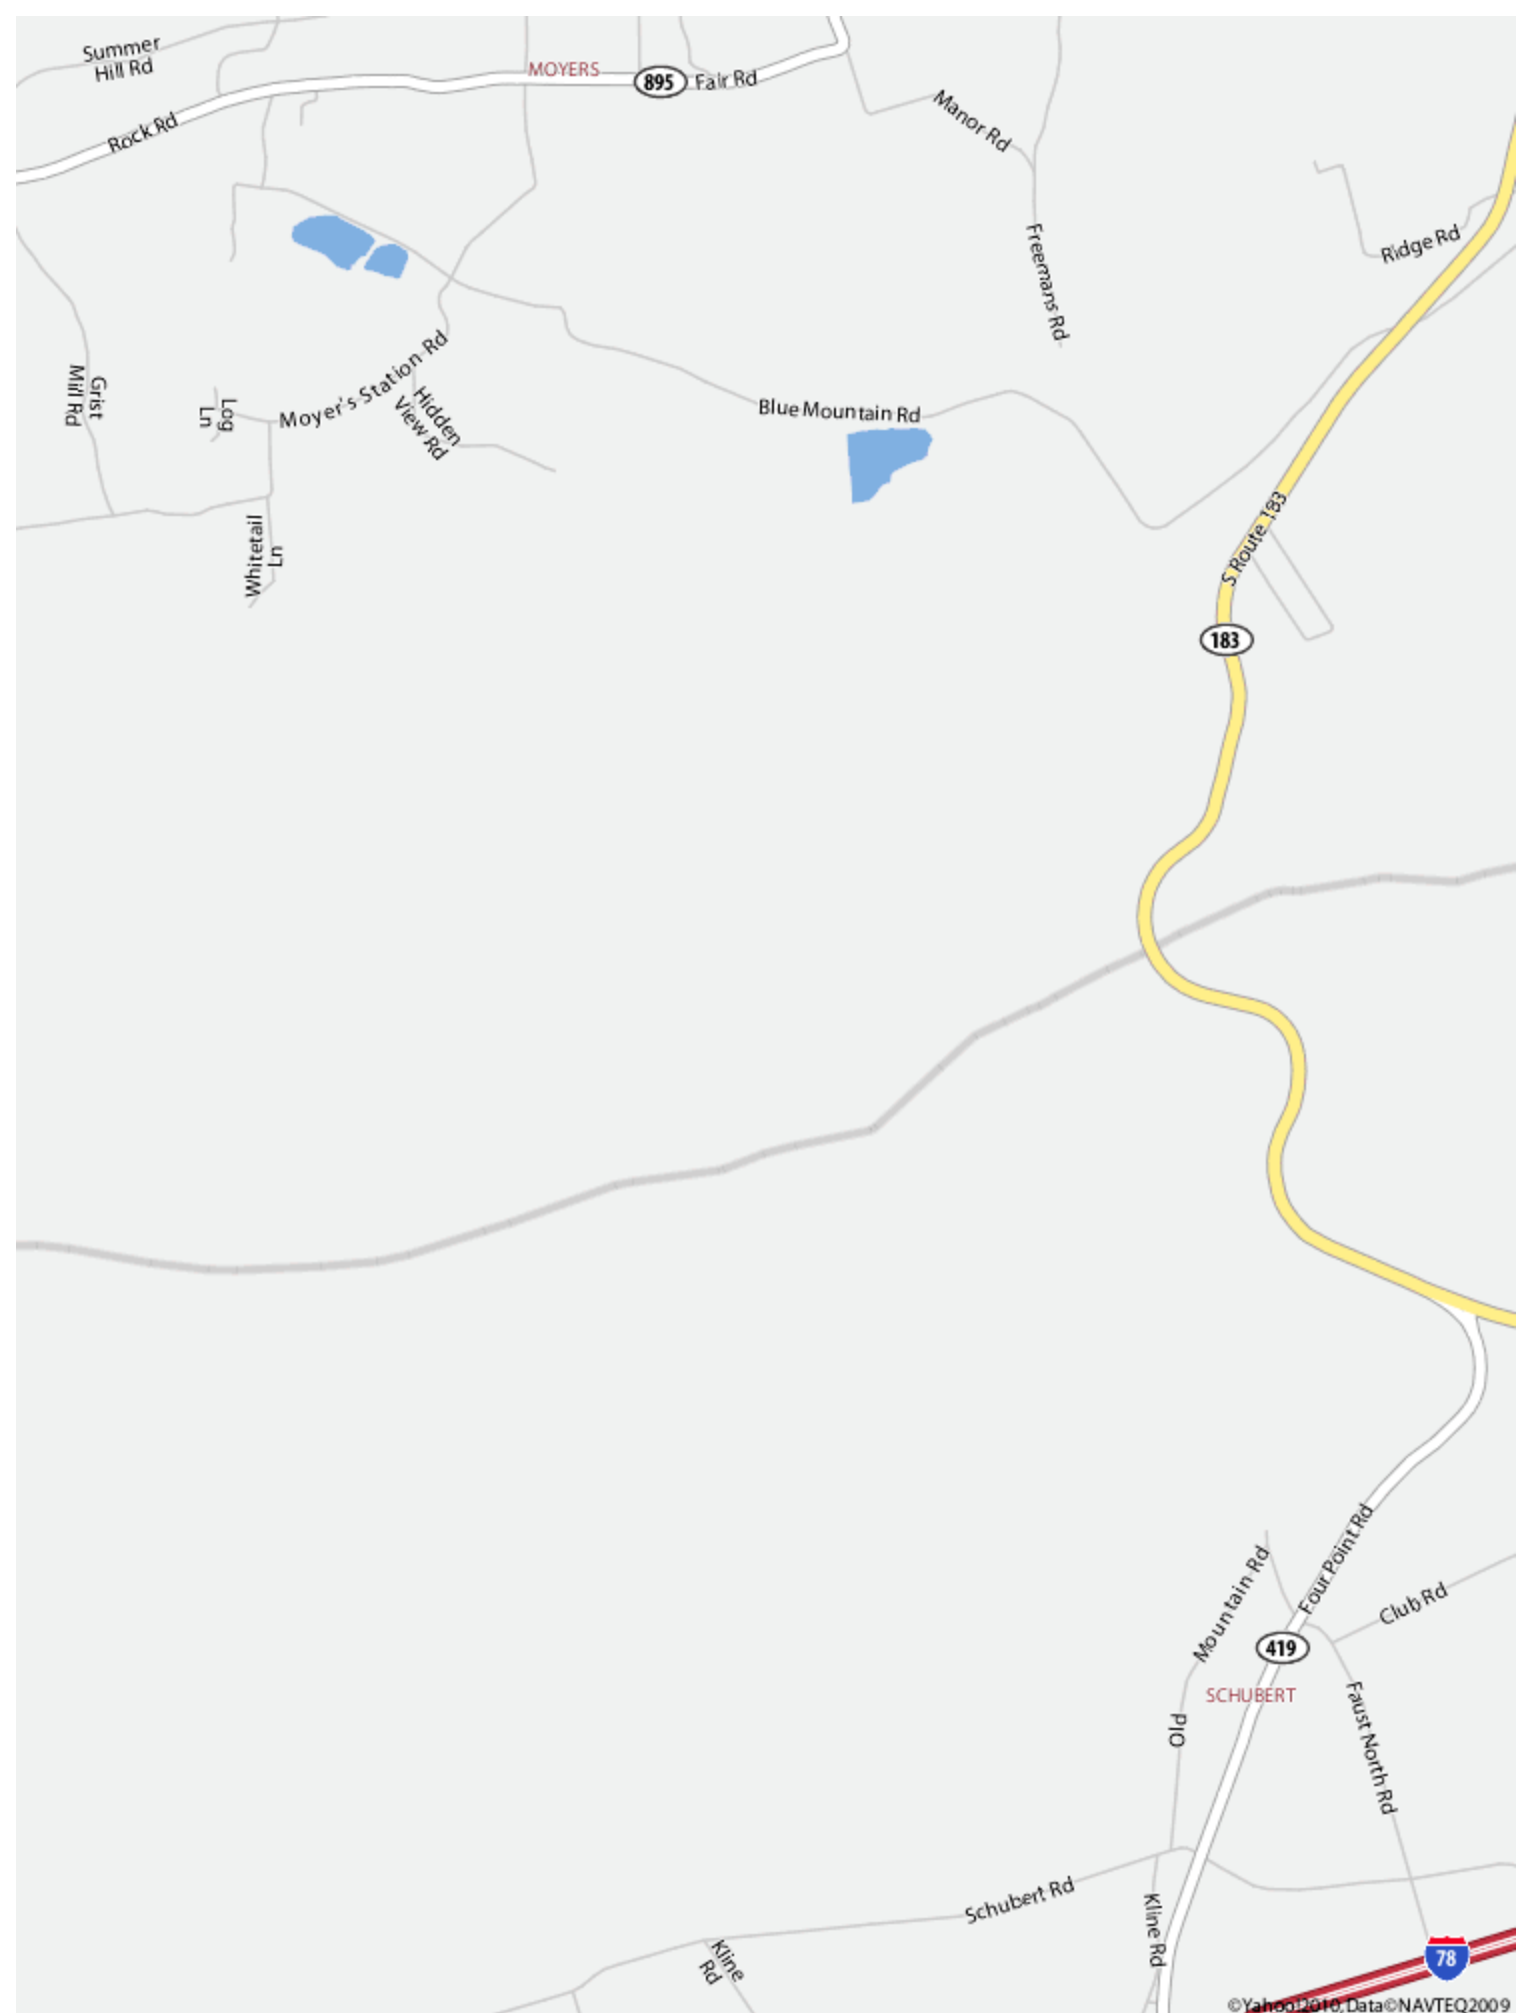 Summer
Hill Rd
MOYERS
895
Fair Rd
Rock Rd
Manor Rd
Freemans Rd
Ridge Rd
Grist
Mill Rd
Log
Ln
Moyer's Station Rd
Hidden
View Rd
Blue Mountain Rd
Whitetail
Ln
S Route 183
183
Four Point Rd
Mountain Rd
Club Rd
419
SCHUBERT
Old
Faust North Rd
Schubert Rd
Kline Rd
Kline
Rd
78
©Yahoo!2010, Data©NAVTEQ2009